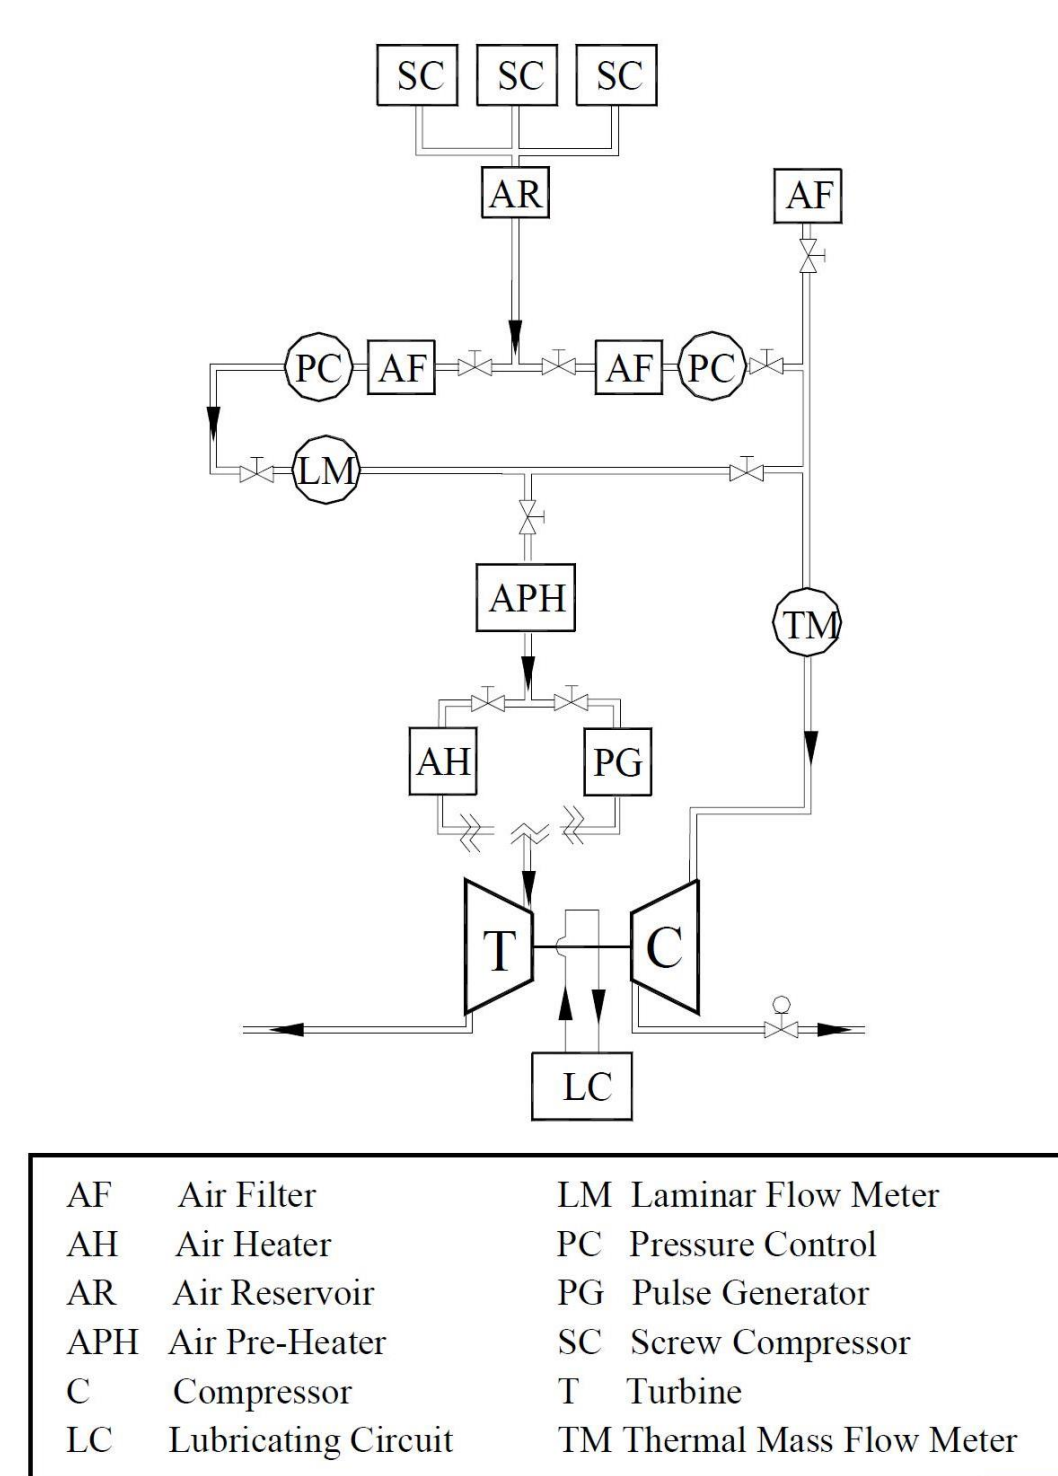 SC SC SC
AR
AF
PC AF AF PC
LM
APH
TM
AH PG
T C
LC
AF Air Filter LM Laminar Flow Meter
AH Air Heater PC Pressure Control
AR Air Reservoir PG Pulse Generator
APH Air Pre-Heater SC Screw Compressor
C Compressor T Turbine
LC Lubricating Circuit TM Thermal Mass Flow Meter